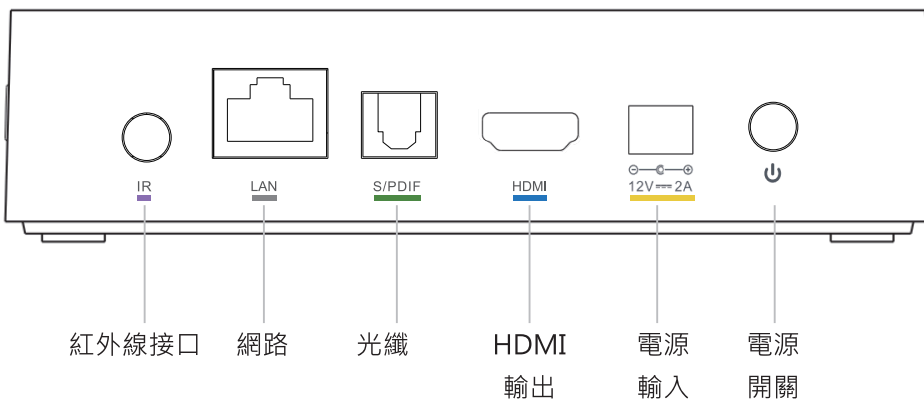 IR LAN S/PDIF HDMI 12V⎓2A
紅外線接口 網路 光纖 HDMI 電源 電源
輸出 輸入 開關